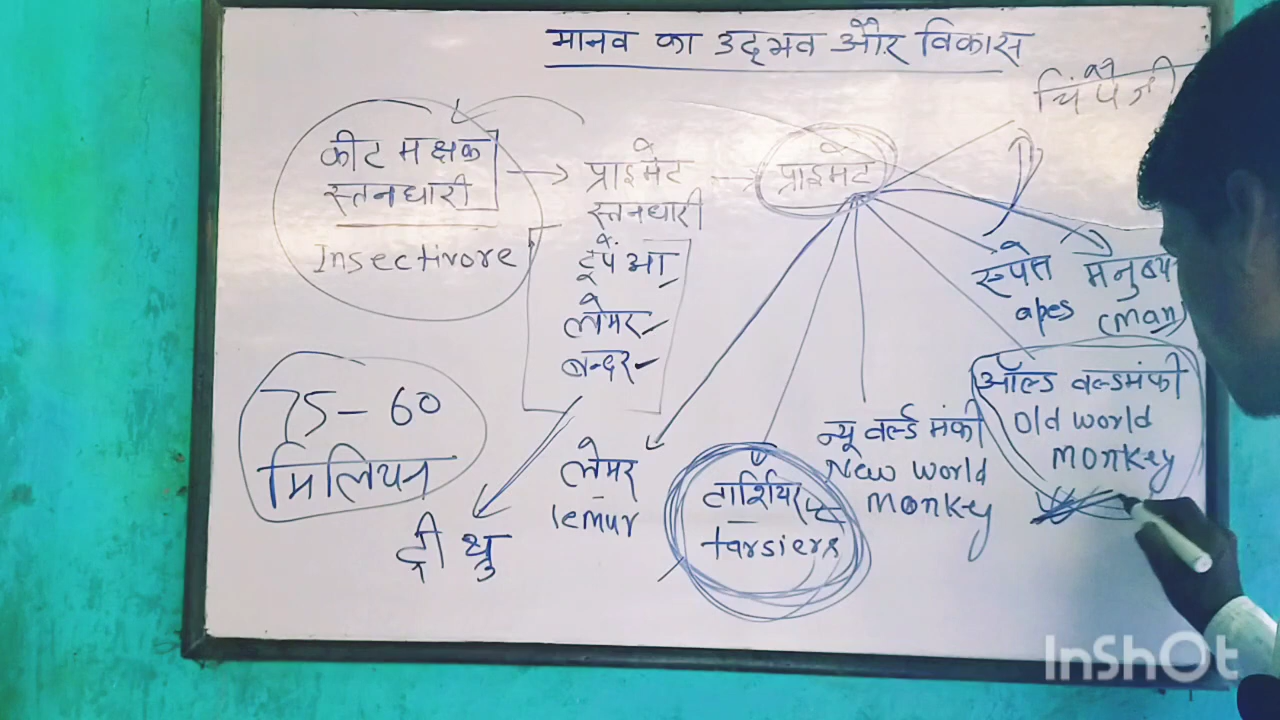 मानव का उद्भव और विकास
चिंपैंजी
कीट भक्षक
स्तनधारी
Insectivore
प्राइमेट
स्तनधारी
टूपेंआ
लेमर
बन्दर
प्राइमेट
एपेस
apes
मनुष्य
(man)
ऑल्ड वर्ल्डमंकी
Old world
monkey
न्यू वर्ल्ड मंकी
New world
monkey
टार्शियर
tarsiers
लेमर
lemur
75-60
मिलियन
ट्री श्रु
InShOt